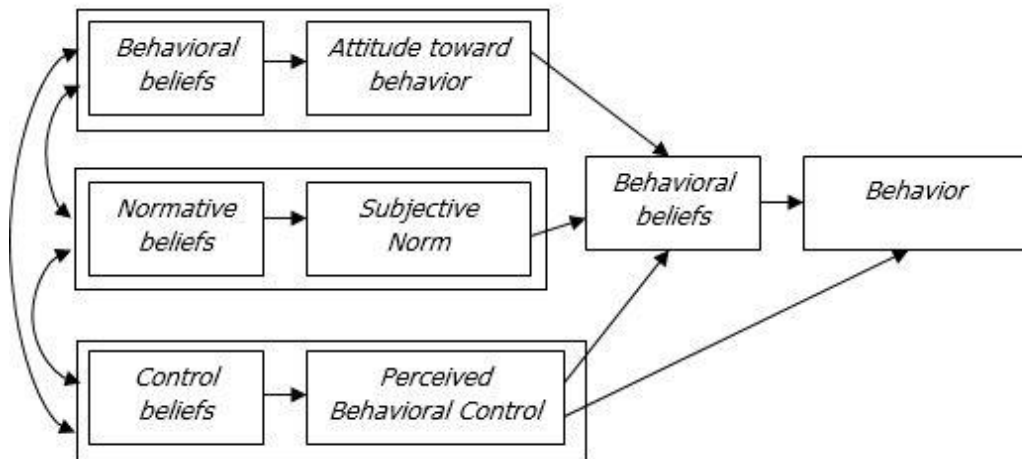 Behavioral
beliefs
Attitude toward
behavior
Normative
beliefs
Subjective
Norm
Behavioral
beliefs
Behavior
Control
beliefs
Perceived
Behavioral Control